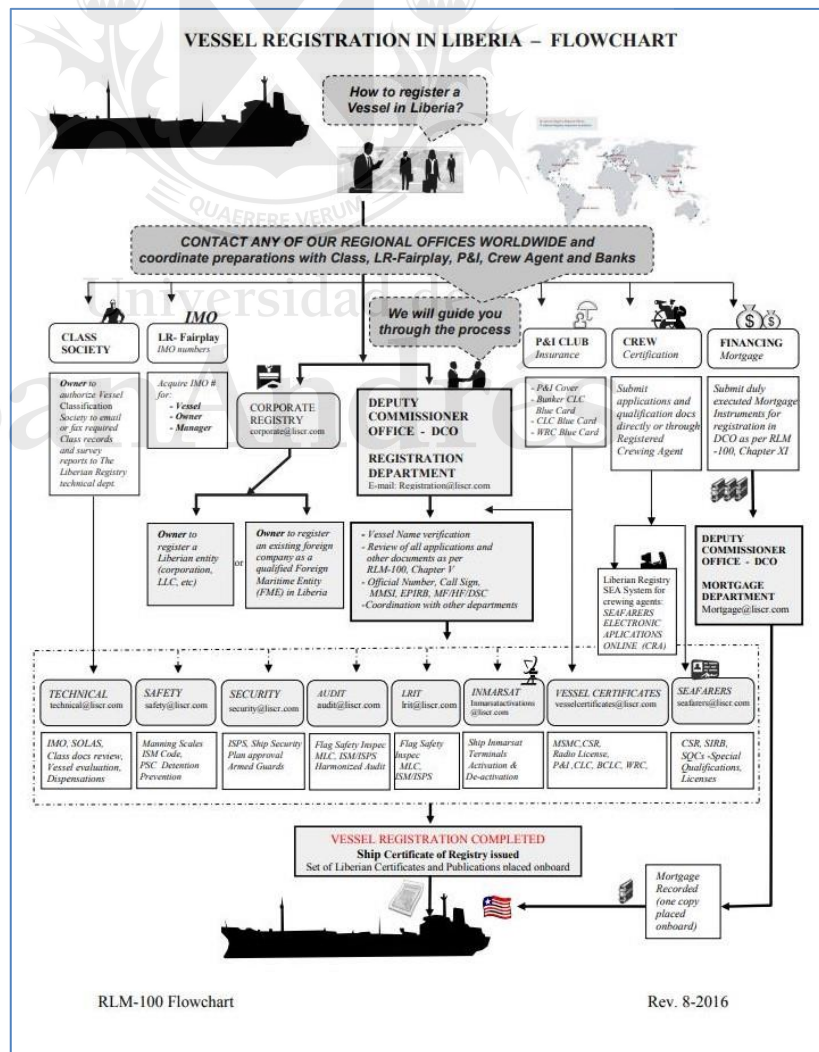 VESSEL REGISTRATION IN LIBERIA – FLOWCHART
How to register a
Vessel in Liberia?
QUAERERE VERUM
CONTACT ANY OF OUR REGIONAL OFFICES WORLDWIDE and
coordinate preparations with Class, LR-Fairplay, P&I, Crew Agent and Banks
Universidad de
San Andrés
We will guide you
through the process
CLASS
SOCIETY
Owner to
authorize Vessel
Classification
Society to email
or fax required
Class records
and survey
reports to The
Liberian Registry
technical dept.
IMO
LR- Fairplay
IMO numbers
Acquire IMO #
for:
- Vessel
- Owner
- Manager
CORPORATE
REGISTRY
corporate@liscr.com
DEPUTY
COMMISSIONER
OFFICE - DCO
REGISTRATION
DEPARTMENT
E-mail: Registration@liscr.com
P&I CLUB
Insurance
- P&I Cover
- Bunker CLC
Blue Card
- CLC Blue Card
- WRC Blue Card
CREW
Certification
Submit
applications and
qualification docs
directly or through
Registered
Crewing Agent
FINANCING
Mortgage
Submit duly
executed Mortgage
Instruments for
registration in
DCO as per RLM
-100, Chapter XI
Owner to
register a
Liberian entity
(corporation,
LLC, etc)
or
Owner to register
an existing foreign
company as a
qualified Foreign
Maritime Entity
(FME) in Liberia
- Vessel Name verification
- Review of all applications and
other documents as per
RLM-100, Chapter V
- Official Number, Call Sign,
MMSI, EPIRB, MF/HF/DSC
-Coordination with other departments
Liberian Registry
SEA System for
crewing agents:
SEAFARERS
ELECTRONIC
APLICATIONS
ONLINE (CRA)
DEPUTY
COMMISSIONER
OFFICE - DCO
MORTGAGE
DEPARTMENT
Mortgage@liscr.com
TECHNICAL
technical@liscr.com
IMO, SOLAS,
Class docs review,
Vessel evaluation,
Dispensations
SAFETY
safety@liscr.com
Manning Scales
ISM Code,
PSC Detention
Prevention
SECURITY
security@liscr.com
ISPS, Ship Security
Plan approval
Armed Guards
AUDIT
audit@liscr.com
Flag Safety Inspec
MLC, ISM/ISPS
Harmonized Audit
LRIT
lrit@liscr.com
Flag Safety
Inspec
MLC,
ISM/ISPS
INMARSAT
Inmarsatactivations
@liscr.com
Ship Inmarsat
Terminals
Activation &
De-activation
VESSEL CERTIFICATES
vesselcertificates@liscr.com
MSMC,CSR,
Radio License,
P&I ,CLC, BCLC, WRC,
SEAFARERS
seafarers@liscr.com
CSR, SIRB,
SQCs -Special
Qualifications,
Licenses
VESSEL REGISTRATION COMPLETED
Ship Certificate of Registry issued
Set of Liberian Certificates and Publications placed onboard
Mortgage
Recorded
(one copy
placed
onboard)
RLM-100 Flowchart
Rev. 8-2016